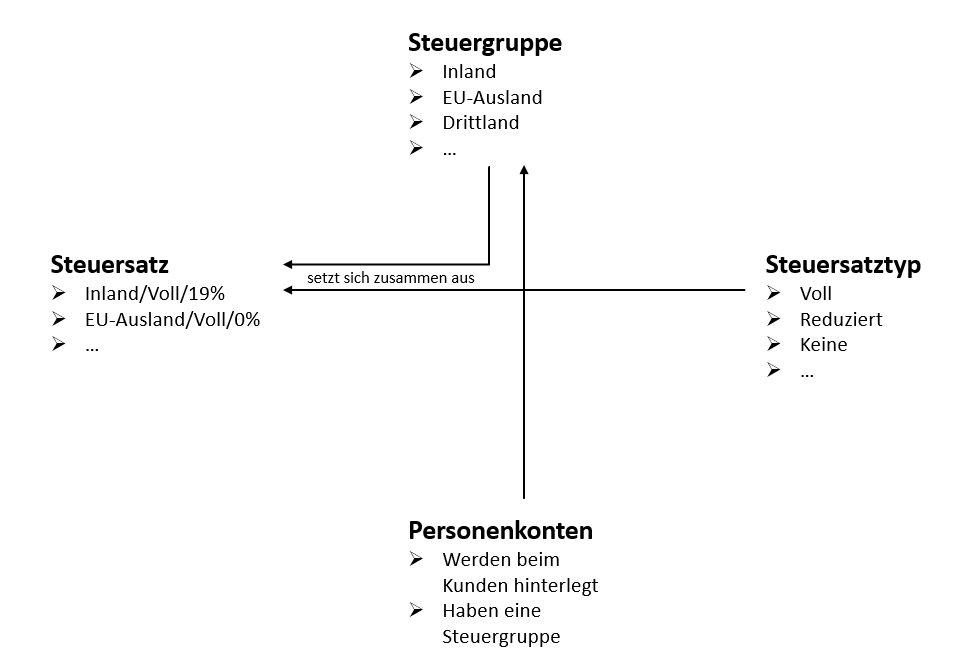 Steuergruppe
Inland
EU-Ausland
Drittland
...
Steuersatz
Inland/Voll/19%
EU-Ausland/Voll/0%
...
setzt sich zusammen aus
Steuersatztyp
Voll
Reduziert
Keine
...
Personenkonten
Werden beim
Kunden hinterlegt
Haben eine
Steuergruppe